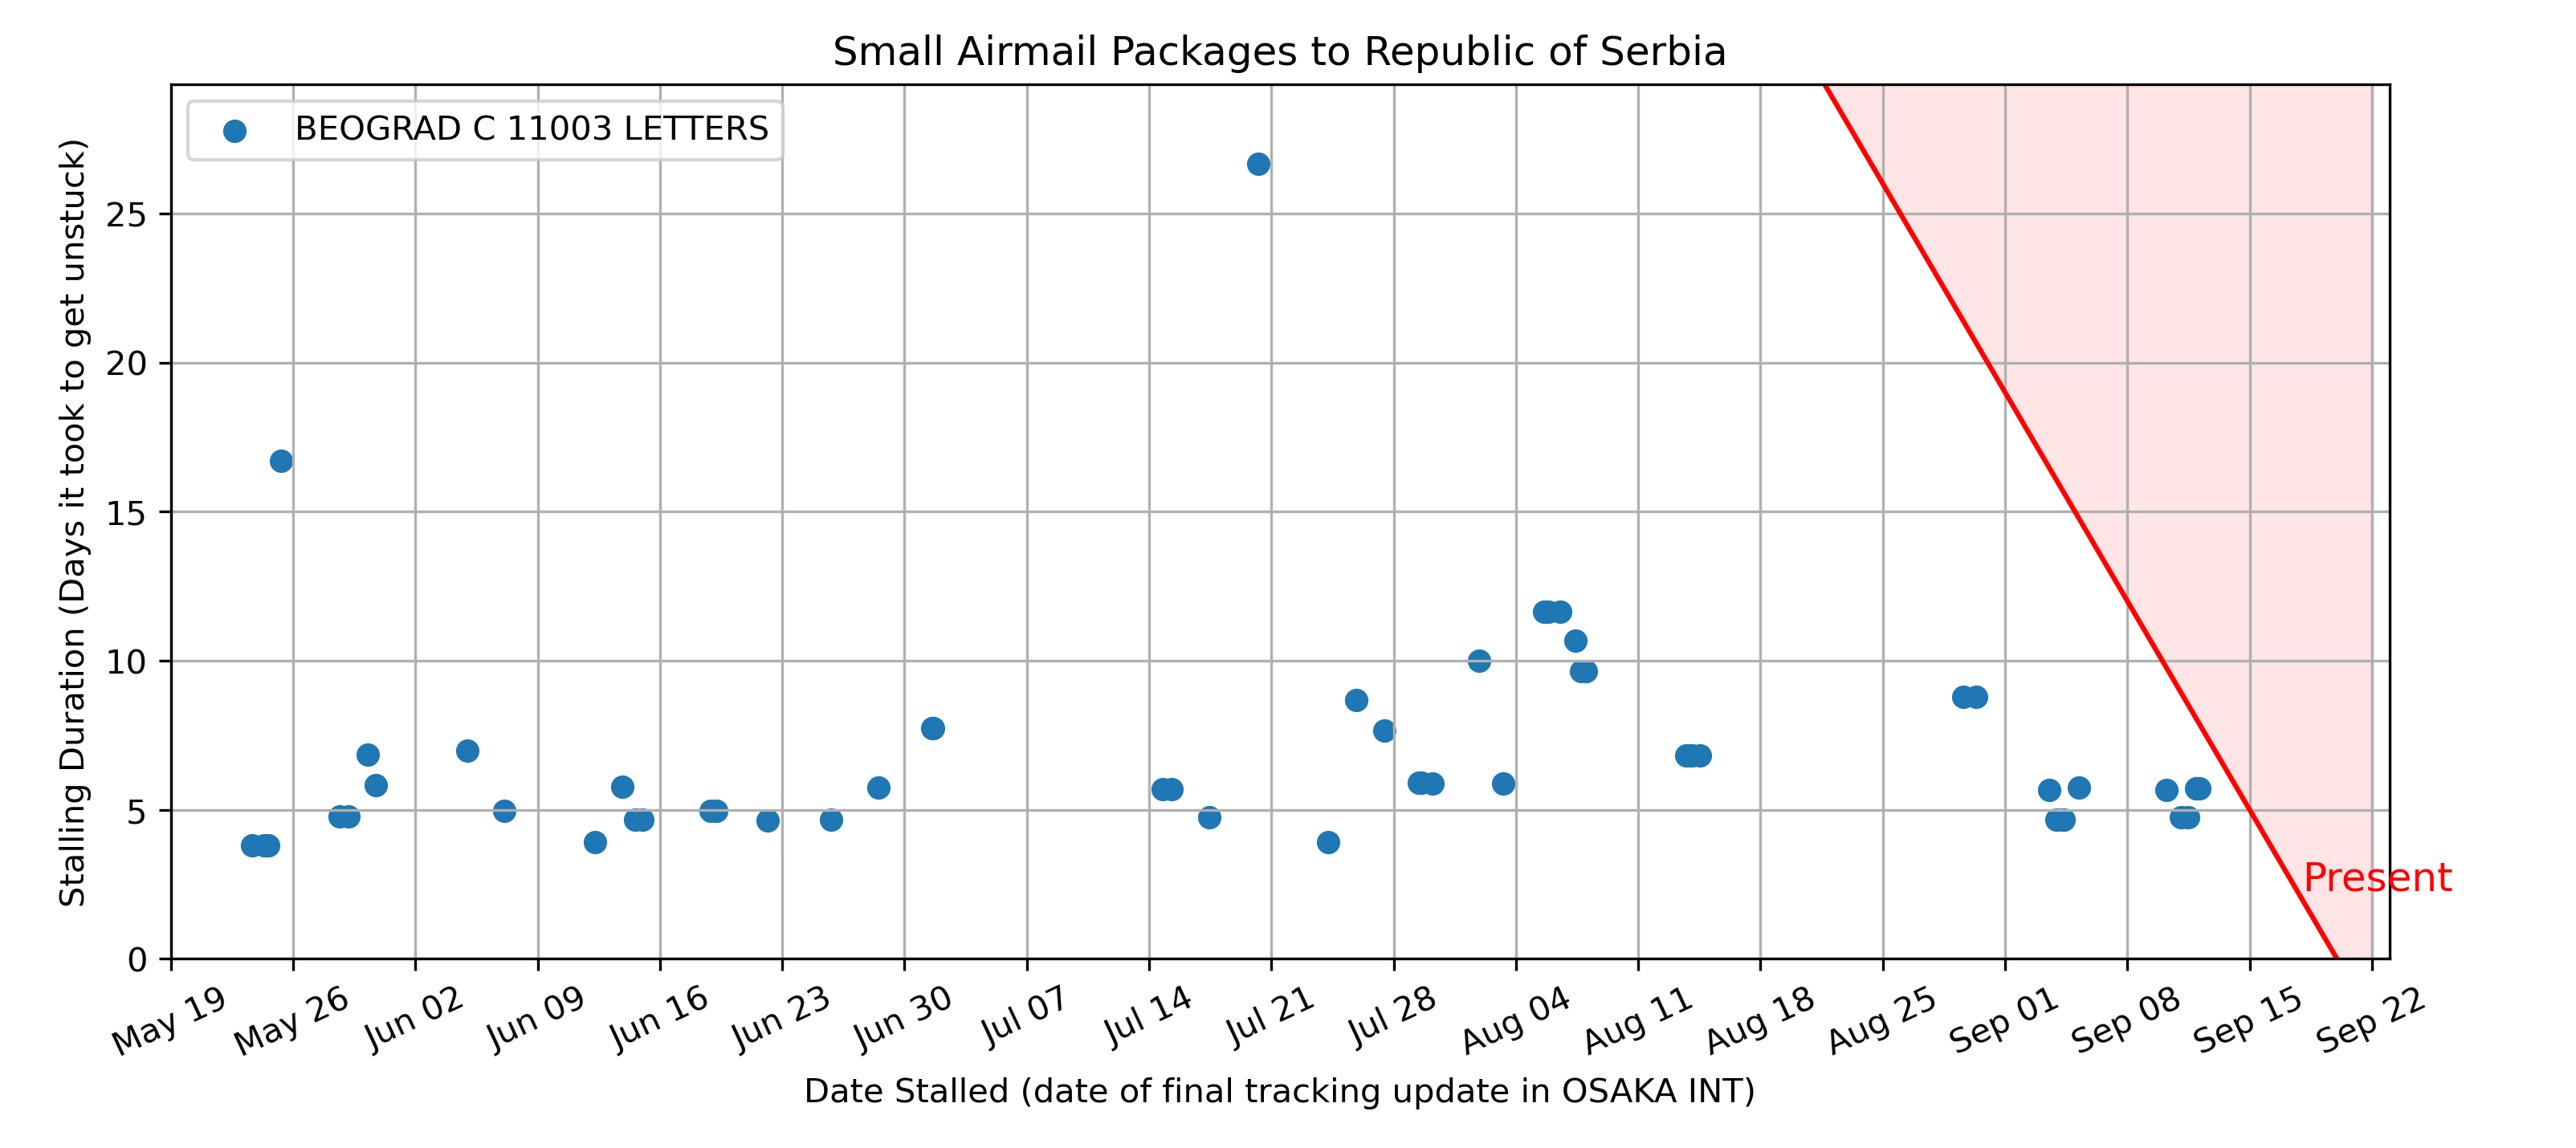 Small Airmail Packages to Republic of Serbia
BEOGRAD C 11003 LETTERS
Stalling Duration (Days it took to get unstuck)
25
20
15
10
5
0
Present
May 19
May 26
Jun 02
Jun 09
Jun 16
Jun 23
Jun 30
Jul 07
Jul 14
Jul 21
Jul 28
Aug 04
Aug 11
Aug 18
Aug 25
Sep 01
Sep 08
Sep 15
Sep 22
Date Stalled (date of final tracking update in OSAKA INT)